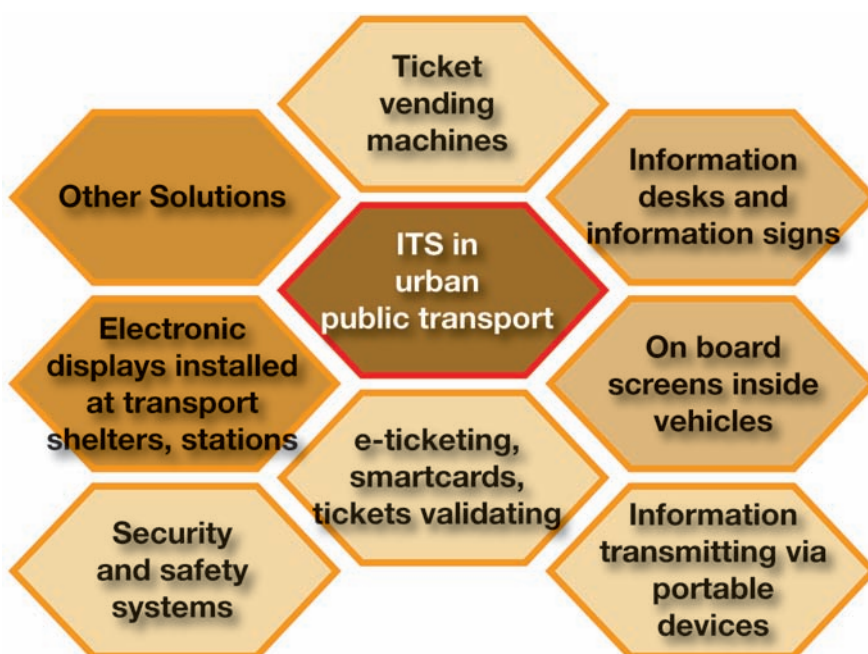 Ticket
vending
machines
Other Solutions
Information
desks and
information signs
ITS in
urban
public transport
Electronic
displays installed
at transport
shelters, stations
On board
screens inside
vehicles
e-ticketing,
smartcards,
tickets validating
Security
and safety
systems
Information
transmitting via
portable
devices